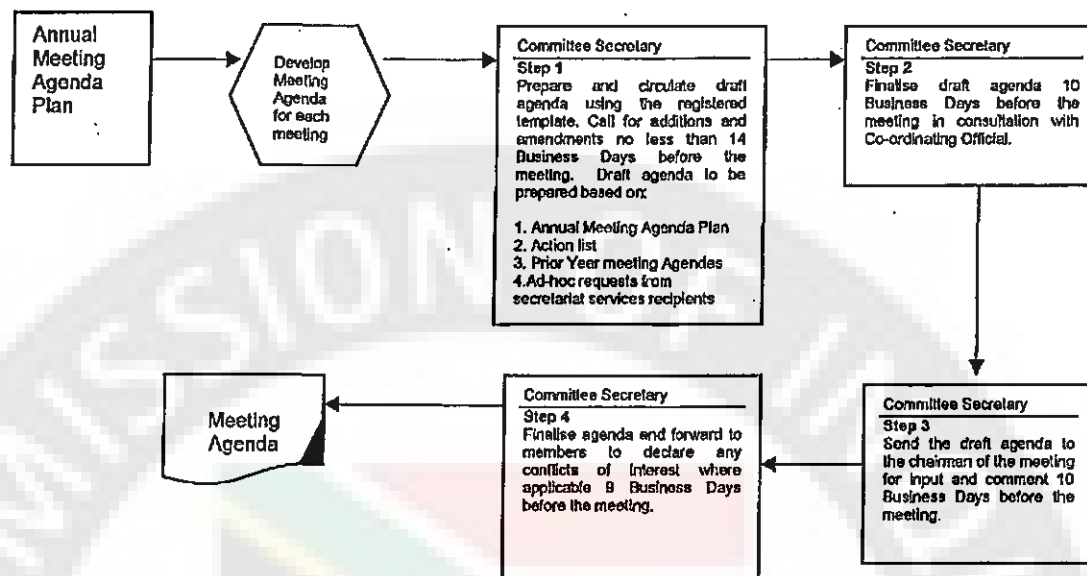 Annual
Meeting
Agenda
Plan
Develop
Meeting
Agenda
for each
meeting
Committee Secretary
Step 1
Prepare and circulate draft
agenda using the registered
template. Call for additions and
amendments no less than 14
Business Days before the
meeting. Draft agenda to be
prepared based on:
1. Annual Meeting Agenda Plan
2. Action list
3. Prior Year meeting Agendas
4.Ad-hoc requests from
secretariat services recipients
Committee Secretary
Step 2
Finalise draft agenda 10
Business Days before the
meeting in consultation with
Co-ordinating Official.
Committee Secretary
Step 3
Send the draft agenda to
the chairman of the meeting
for input and comment 10
Business Days before the
meeting.
Committee Secretary
Step 4
Finalise agenda and forward to
members to declare any
conflicts of interest where
applicable 9 Business Days
before the meeting.
Meeting
Agenda